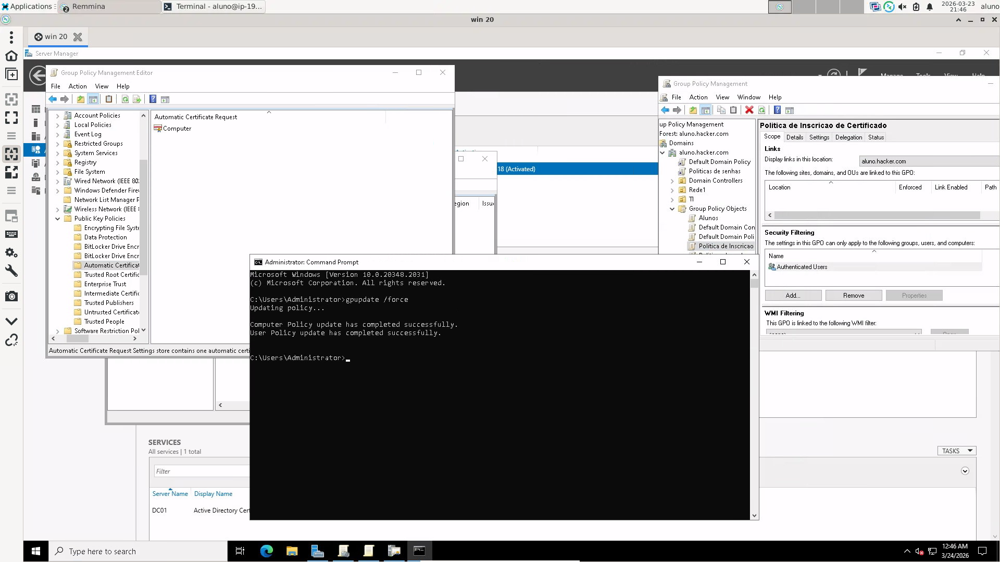 Applications
Remmina
Terminal - aluno@ip-19...
2026-03-23
21:46
aluno
win 20
win 20
Server Manager
Group Policy Management Editor
File Action View Help
Account Policies
Local Policies
Event Log
Restricted Groups
System Services
Registry
File System
Wired Network (IEEE 802
Windows Defender Firew
Network List Manager P
Wireless Network (IEEE 8
Public Key Policies
Encrypting File Syste
Data Protection
BitLocker Drive Encr
BitLocker Drive Encr
Automatic Certificat
Trusted Root Certific
Enterprise Trust
Intermediate Certific
Trusted Publishers
Untrusted Certificate
Trusted People
Software Restriction Pol
Automatic Certificate Request
Computer
Automatic Certificate Request Settings store contains one automatic certi
18 (Activated)
egion
Issu
Group Policy Management
File Action View Window Help
up Policy Management
Forest: aluno.hacker.com
Domains
aluno.hacker.com
Default Domain Policy
Politicas de senhas
Domain Controllers
Rede1
TI
Group Policy Objects
Alunos
Default Domain Con
Default Domain Poli
Politica de Inscricao
Politica de Inscricao de Certificado
Scope Details Settings Delegation Status
Links
Display links in this location:
aluno.hacker.com
The following sites, domains, and OUs are linked to this GPO:
Location Enforced Link Enabled Path
Security Filtering
The settings in this GPO can only apply to the following groups, users, and computers:
Name
Authenticated Users
Add... Remove Properties
WMI Filtering
This GPO is linked to the following WMI filter:
Administrator: Command Prompt
Microsoft Windows [Version 10.0.20348.2031]
(c) Microsoft Corporation. All rights reserved.
C:\Users\Administrator>gpupdate /force
Updating policy...
Computer Policy update has completed successfully.
User Policy update has completed successfully.
C:\Users\Administrator>
SERVICES
All services | 1 total
TASKS
Filter
Server Name Display Name
DC01 Active Directory Cert
Type here to search
12:46 AM
3/24/2026